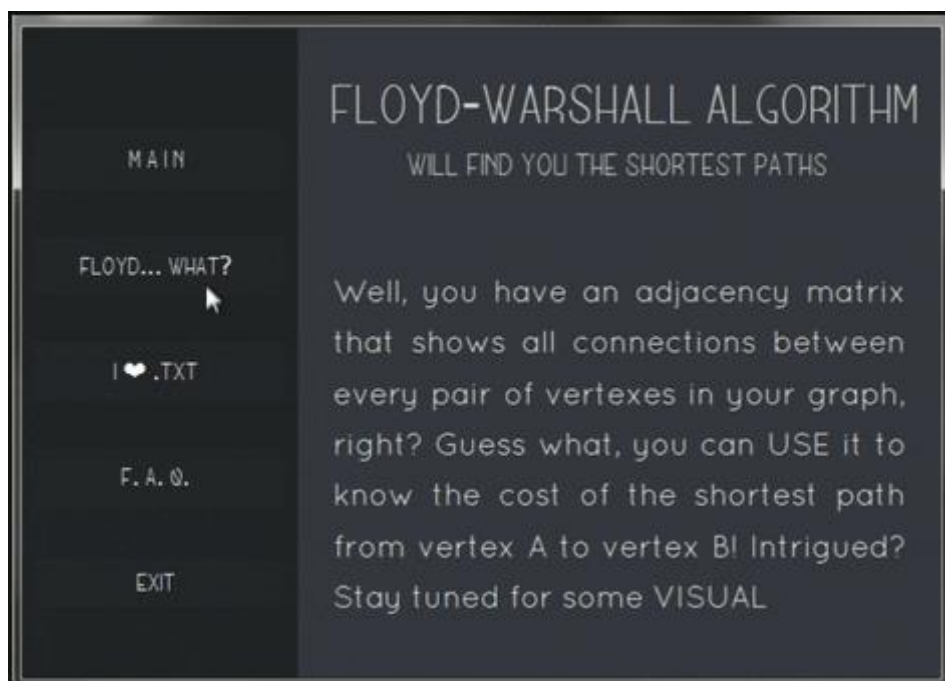 MAIN
FLOYD... WHAT?
I ❤ .TXT
F. A. Q.
EXIT
FLOYD-WARSHALL ALGORITHM
WILL FIND YOU THE SHORTEST PATHS
Well, you have an adjacency matrix
that shows all connections between
every pair of vertexes in your graph,
right? Guess what, you can USE it to
know the cost of the shortest path
from vertex A to vertex B! Intrigued?
Stay tuned for some VISUAL